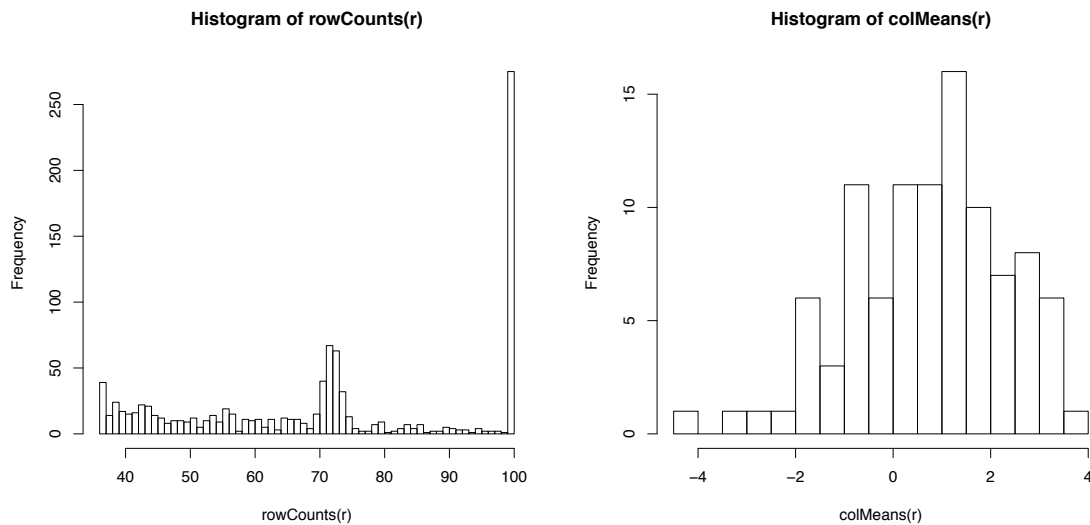 Histogram of rowCounts(r)
Frequency
250
200
150
100
50
0
40 50 60 70 80 90 100
rowCounts(r)
Histogram of colMeans(r)
Frequency
15
10
5
0
−4 −2 0 2 4
colMeans(r)